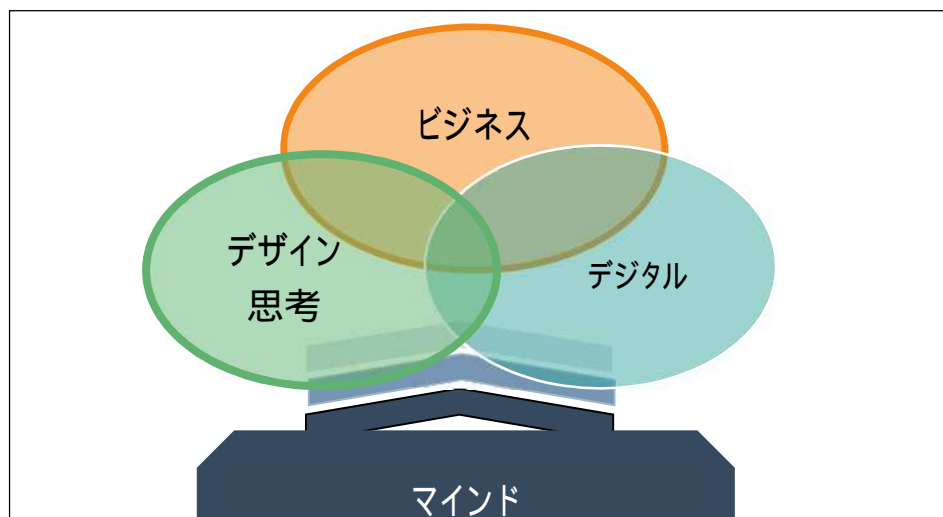 ビジネス
デザイン
思考
デジタル
マインド